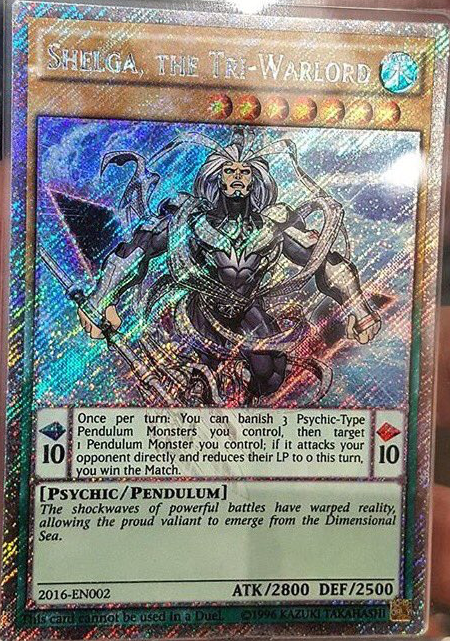 Shelga, the Tri-Warlord
Once per turn: You can banish 3 Psychic-Type
Pendulum Monsters you control, then target
1 Pendulum Monster you control; if it attacks your
opponent directly and reduces their LP to 0 this turn,
you win the Match.
10
10
[Psychic/Pendulum]
The shockwaves of powerful battles have warped reality,
allowing the proud valiant to emerge from the Dimensional
Sea.
2016-EN002
ATK/2800 DEF/2500
This card cannot be used in a Duel.
©1996 KAZUKI TAKAHASHI